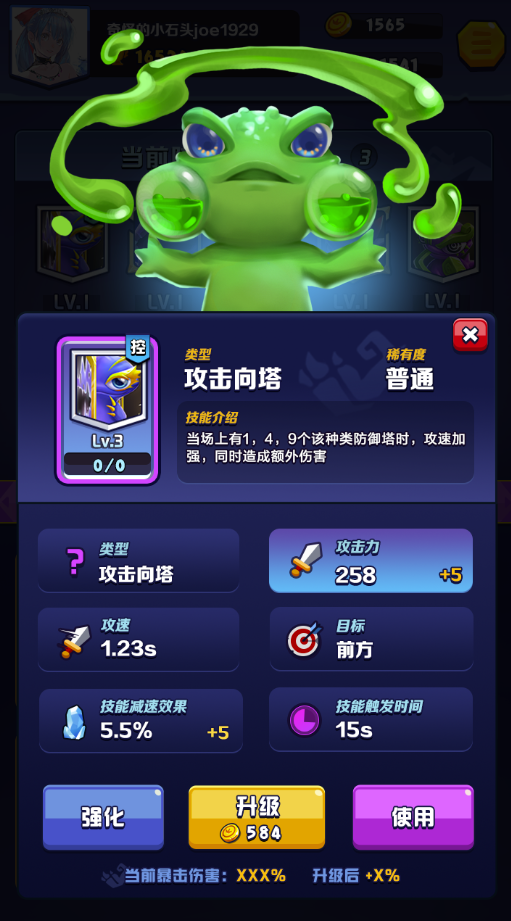 奇怪的小石头joe1929
1565
当前
3
LV.1
LV.1
LV.1
LV.1
控
Lv.3
0/0
类型
攻击向塔
稀有度
普通
技能介绍
当场上有1，4，9个该种类防御塔时，攻速加
强，同时造成额外伤害
类型
攻击向塔
攻击力
258
+5
攻速
1.23s
目标
前方
技能减速效果
5.5%
+5
技能触发时间
15s
强化
升级
584
使用
当前暴击伤害：XXX%
升级后 +X%